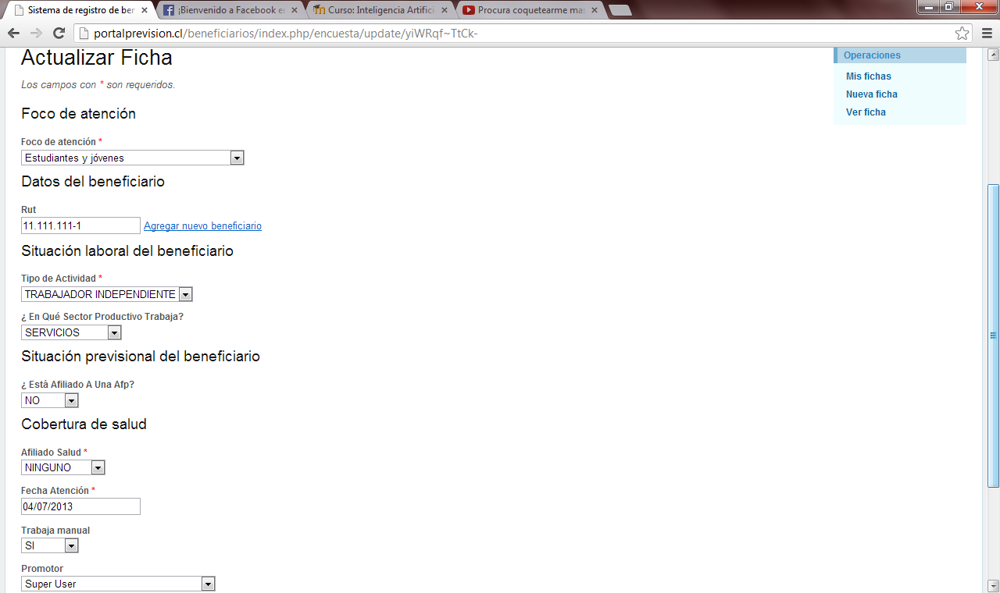 Sistema de registro de ber
¡Bienvenido a Facebook e
Curso: Inteligencia Artific
Procura coquetearme mas
portalprevision.cl/beneficiarios/index.php/encuesta/update/yiWRqf~TtCk-
Actualizar Ficha
Los campos con * son requeridos.
Foco de atención
Foco de atención *
Estudiantes y jóvenes
Datos del beneficiario
Rut
11.111.111-1 Agregar nuevo beneficiario
Situación laboral del beneficiario
Tipo de Actividad *
TRABAJADOR INDEPENDIENTE
¿ En Qué Sector Productivo Trabaja?
SERVICIOS
Situación previsional del beneficiario
¿ Está Afiliado A Una Afp?
NO
Cobertura de salud
Afiliado Salud *
NINGUNO
Fecha Atención *
04/07/2013
Trabaja manual
SI
Promotor
Super User
Operaciones
Mis fichas
Nueva ficha
Ver ficha